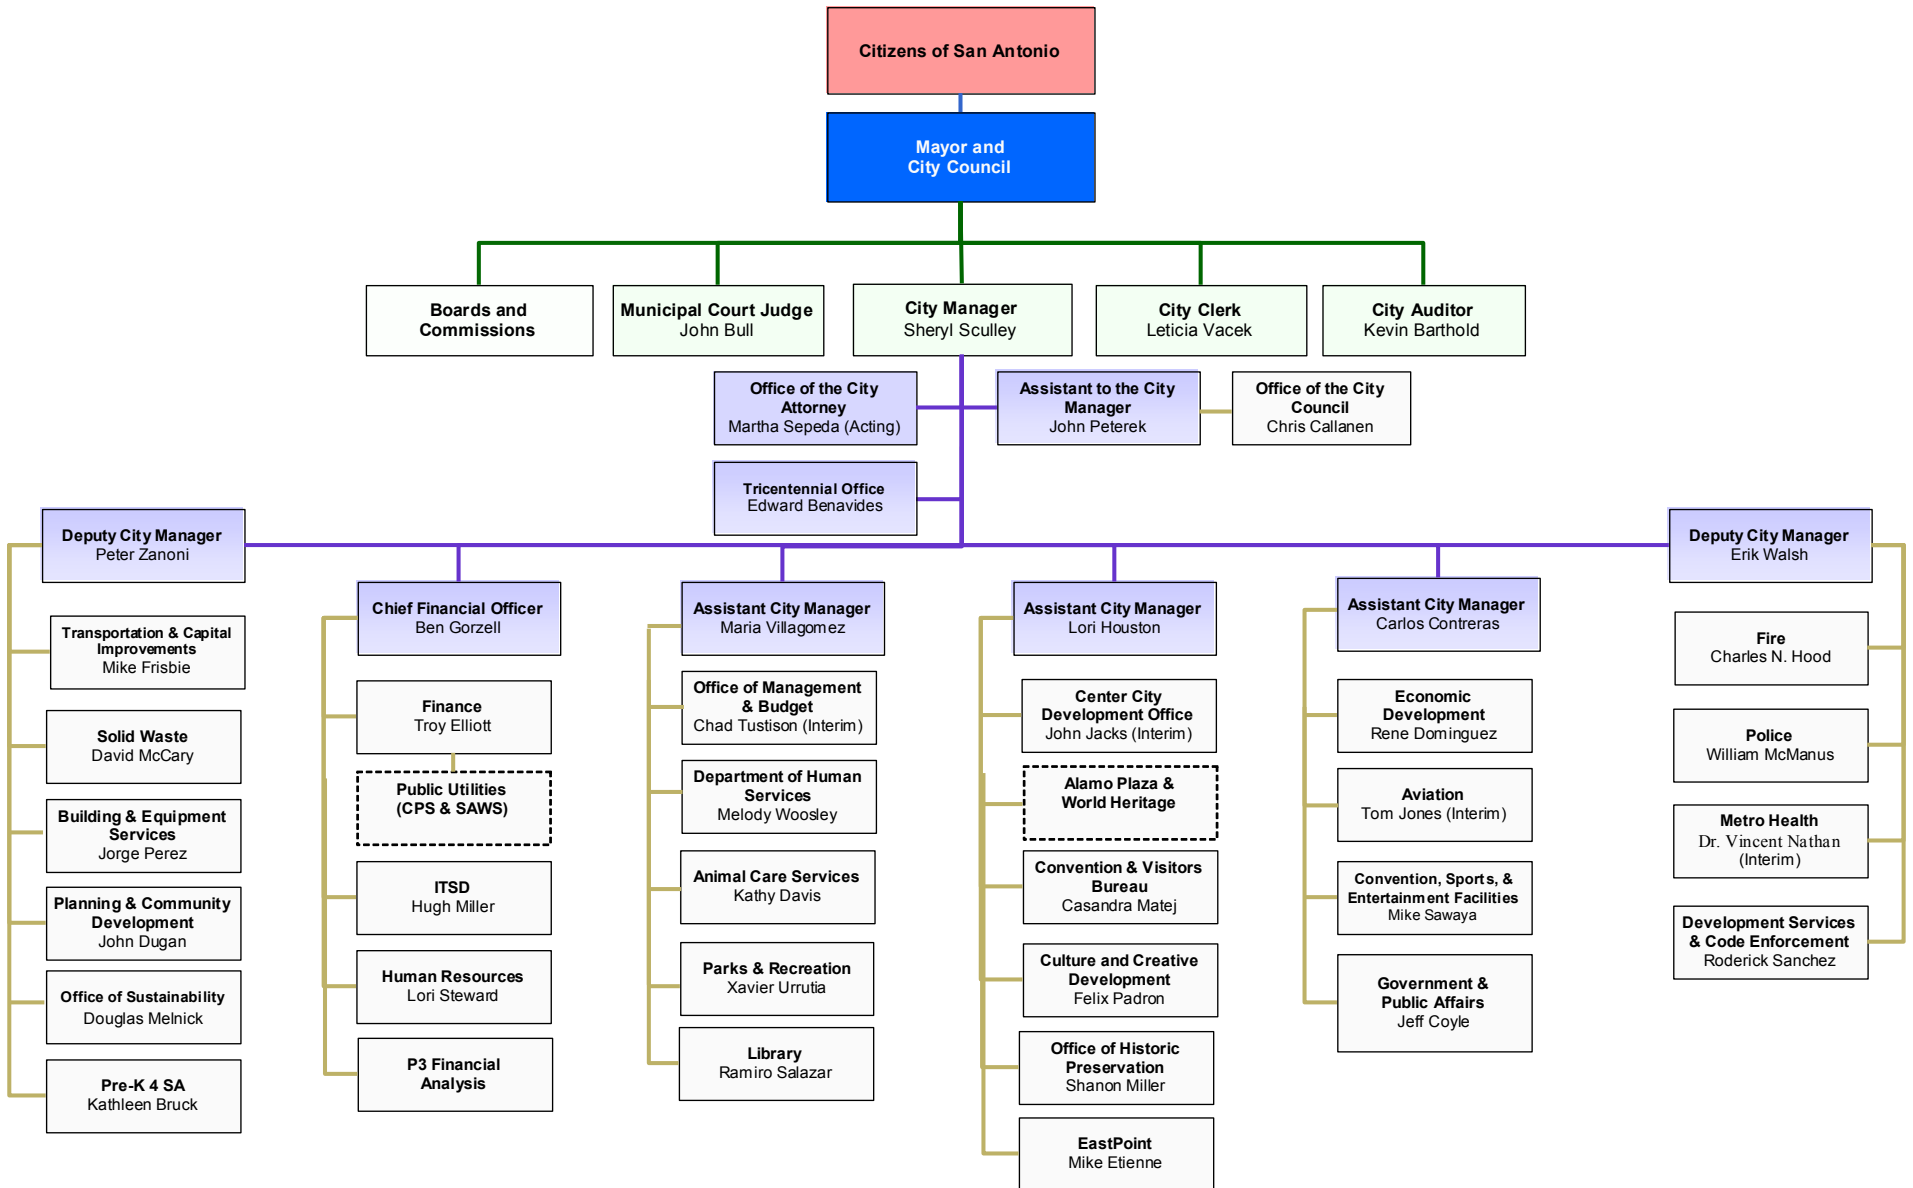 Citizens of San Antonio
Mayor and
City Council
Boards and
Commissions
Municipal Court Judge
John Bull
City Manager
Sheryl Sculley
City Clerk
Leticia Vacek
City Auditor
Kevin Barthold
Office of the City
Attorney
Martha Sepeda (Acting)
Assistant to the City
Manager
John Peterek
Office of the City
Council
Chris Callanen
Tricentennial Office
Edward Benavides
Deputy City Manager
Peter Zanoni
Transportation & Capital
Improvements
Mike Frisbie
Solid Waste
David McCary
Building & Equipment
Services
Jorge Perez
Planning & Community
Development
John Dugan
Office of Sustainability
Douglas Melnick
Pre-K 4 SA
Kathleen Bruck
Chief Financial Officer
Ben Gorzell
Finance
Troy Elliott
Public Utilities
(CPS & SAWS)
ITSD
Hugh Miller
Human Resources
Lori Steward
P3 Financial
Analysis
Assistant City Manager
Maria Villagomez
Office of Management
& Budget
Chad Tustison (Interim)
Department of Human
Services
Melody Woosley
Animal Care Services
Kathy Davis
Parks & Recreation
Xavier Urrutia
Library
Ramiro Salazar
Assistant City Manager
Lori Houston
Center City
Development Office
John Jacks (Interim)
Alamo Plaza &
World Heritage
Convention & Visitors
Bureau
Casandra Matej
Culture and Creative
Development
Felix Padron
Office of Historic
Preservation
Shanon Miller
EastPoint
Mike Etienne
Assistant City Manager
Carlos Contreras
Economic
Development
Rene Dominguez
Aviation
Tom Jones (Interim)
Convention, Sports, &
Entertainment Facilities
Mike Sawaya
Government &
Public Affairs
Jeff Coyle
Deputy City Manager
Erik Walsh
Fire
Charles N. Hood
Police
William McManus
Metro Health
Dr. Vincent Nathan
(Interim)
Development Services
& Code Enforcement
Roderick Sanchez